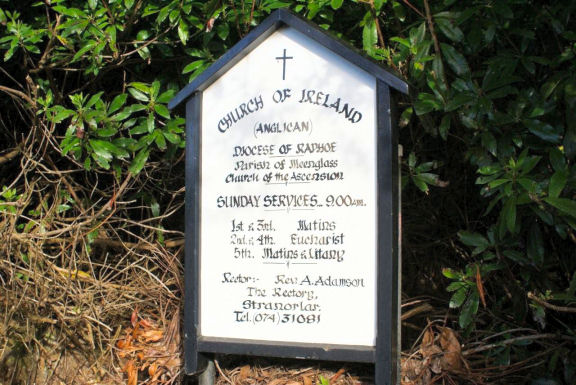 CHURCH OF IRELAND
(ANGLICAN)
DIOCESE OF RAPHOE
Parish of Meenglass
Church of the Ascension
SUNDAY SERVICES... 9.00 A.M.
1st & 3rd. Matins
2nd. & 4th. Eucharist
5th. Matins & Litany
Rector:- Rev. A. Adamson
The Rectory,
Stranorlar.
Tel. (074) 31081